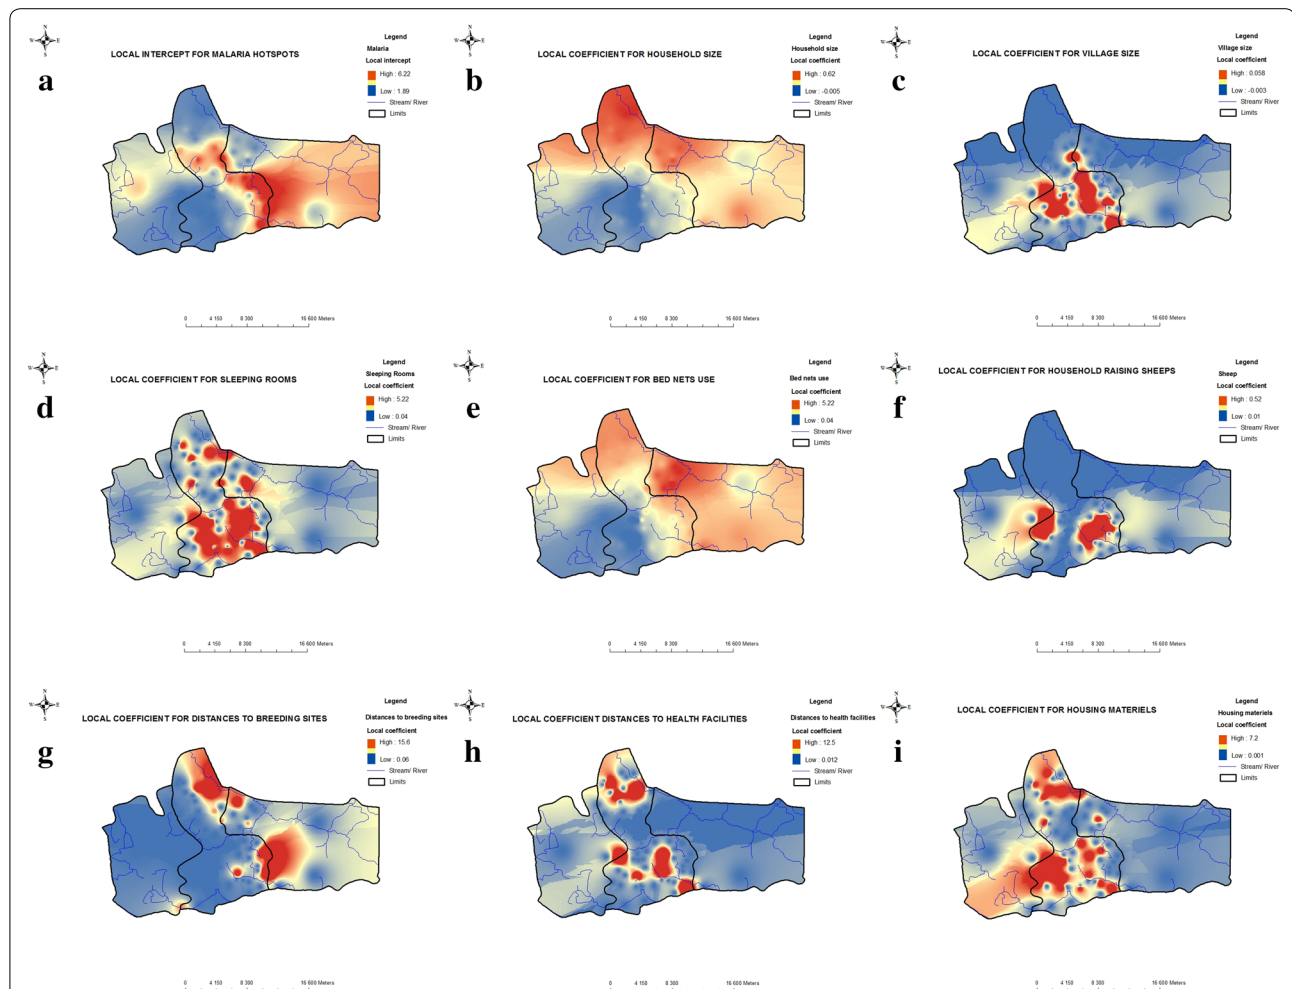 N
W E
S
LOCAL INTERCEPT FOR MALARIA HOTSPOTS
a
Legend
Malaria
Local intercept
High : 6.22
Low : 1.89
Stream/ River
Limits
0 4 150 8 300 16 600 Meters
N
W E
S
LOCAL COEFFICIENT FOR HOUSEHOLD SIZE
b
Legend
Household size
Local coefficient
High : 0.62
Low : -0.005
Stream/ River
Limits
0 4 150 8 300 16 600 Meters
N
W E
S
LOCAL COEFFICIENT FOR VILLAGE SIZE
c
Legend
Village size
Local coefficient
High : 0.058
Low : -0.003
Stream/ River
Limits
0 4 150 8 300 16 600 Meters
N
W E
S
LOCAL COEFFICIENT FOR SLEEPING ROOMS
d
Legend
Sleeping Rooms
Local coefficient
High : 5.22
Low : 0.04
Stream/ River
Limits
0 4 150 8 300 16 600 Meters
N
W E
S
LOCAL COEFFICIENT FOR BED NETS USE
e
Legend
Bed nets use
Local coefficient
High : 5.22
Low : 0.04
Stream/ River
Limits
0 4 150 8 300 16 600 Meters
N
W E
S
LOCAL COEFFICIENT FOR HOUSEHOLD RAISING SHEEPS
f
Legend
Sheep
Local coefficient
High : 0.52
Low : 0.01
Stream/ River
Limits
0 4 150 8 300 16 600 Meters
N
W E
S
LOCAL COEFFICIENT FOR DISTANCES TO BREEDING SITES
g
Legend
Distances to breeding sites
Local coefficient
High : 15.6
Low : 0.06
Stream/ River
Limits
0 4 150 8 300 16 600 Meters
N
W E
S
LOCAL COEFFICIENT DISTANCES TO HEALTH FACILITIES
h
Legend
Distances to health facilities
Local coefficient
High : 12.5
Low : 0.012
Stream/ River
Limits
0 4 150 8 300 16 600 Meters
N
W E
S
LOCAL COEFFICIENT FOR HOUSING MATERIELS
i
Legend
Housing materiels
Local coefficient
High : 7.2
Low : 0.001
Stream/ River
Limits
0 4 150 8 300 16 600 Meters